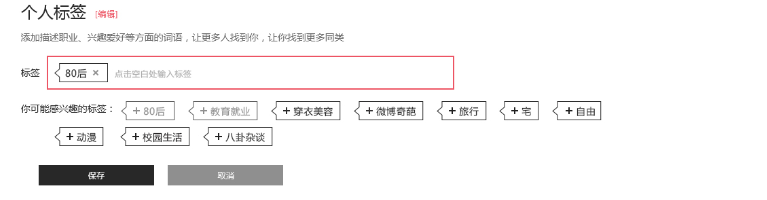 个人标签 [编辑]
添加描述职业、兴趣爱好等方面的词语，让更多人找到你，让你找到更多同类
标签 80后 × 点击空白处输入标签
你可能感兴趣的标签： + 80后 + 教育就业 + 穿衣美容 + 微博奇葩 + 旅行 + 宅 + 自由
+ 动漫 + 校园生活 + 八卦杂谈
保存 取消